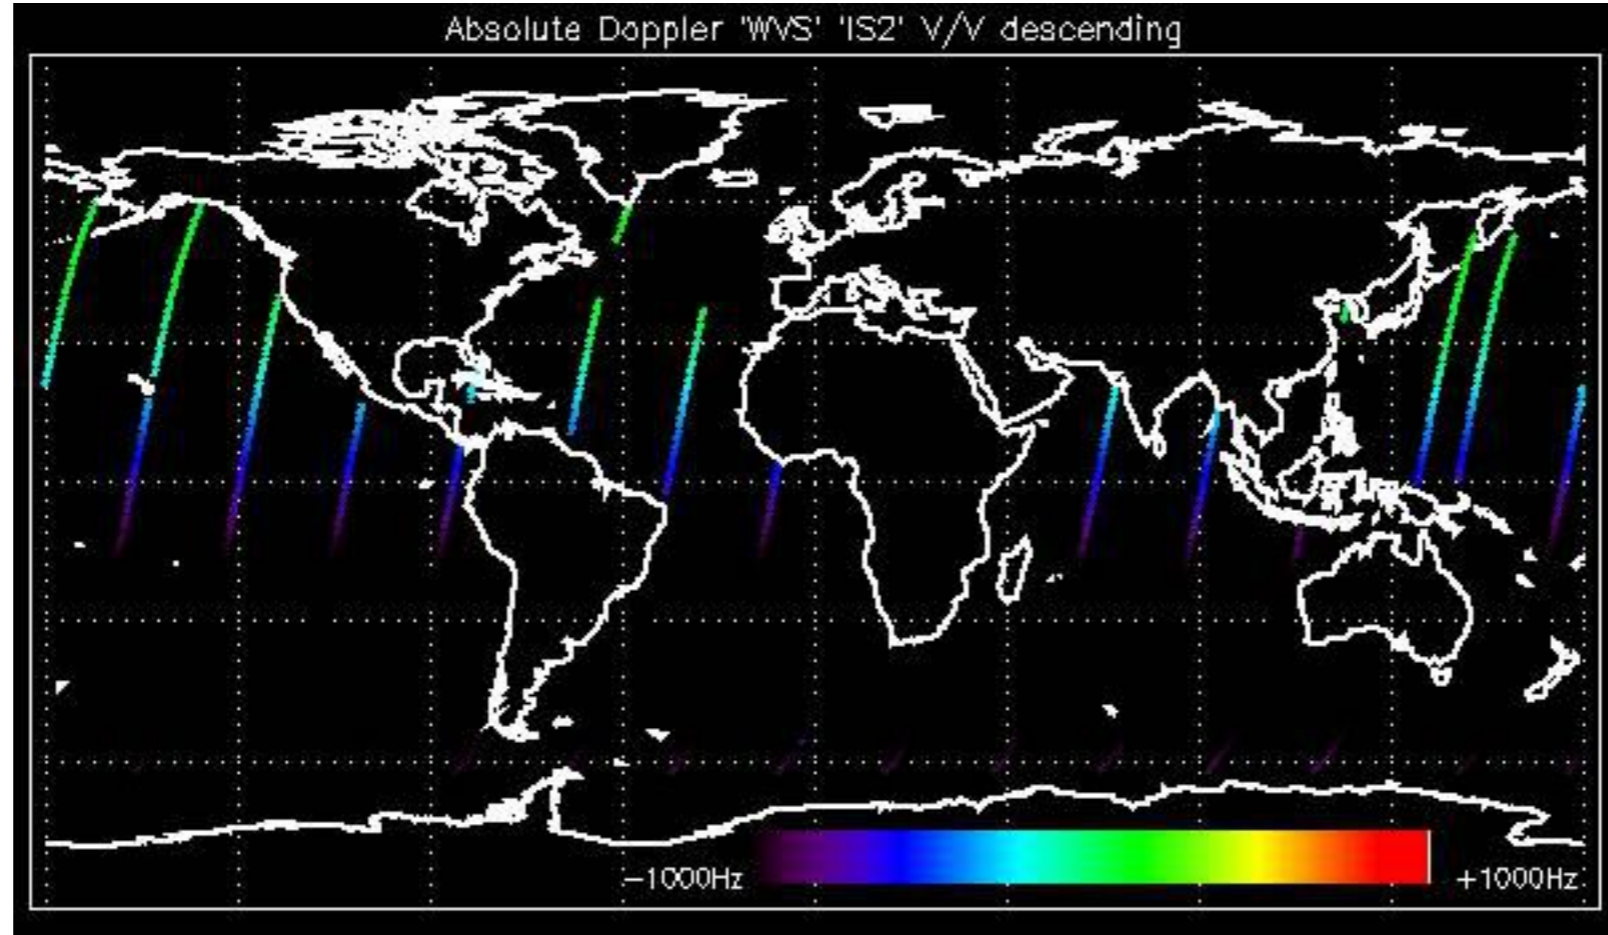 Absolute Doppler 'WVS' 'IS2' V/V descending
−1000Hz
+1000Hz